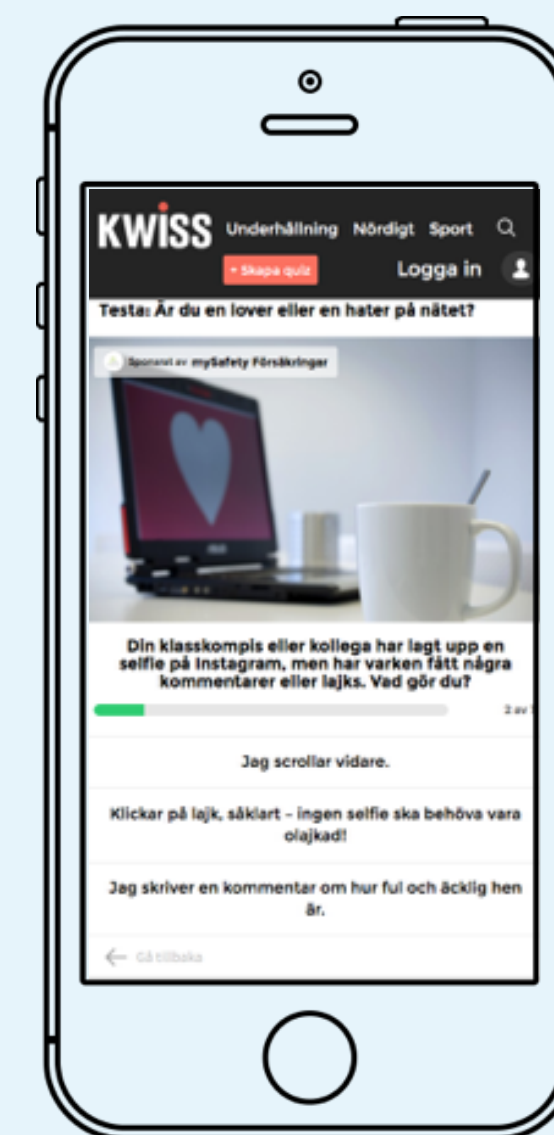 KWISS Underhållning Nördigt Sport
+ Skapa quiz Logga in
Testa: Är du en lover eller en hater på nätet?
Sponsrat av mySafety Försäkringar
Din klasskompis eller kollega har lagt upp en
selfie på Instagram, men har varken fått några
kommentarer eller lajks. Vad gör du?
2 av
Jag scrollar vidare.
Klickar på lajk, såklart – ingen selfie ska behöva vara
olajkad!
Jag skriver en kommentar om hur ful och äcklig hen
är.
Gå tillbaka